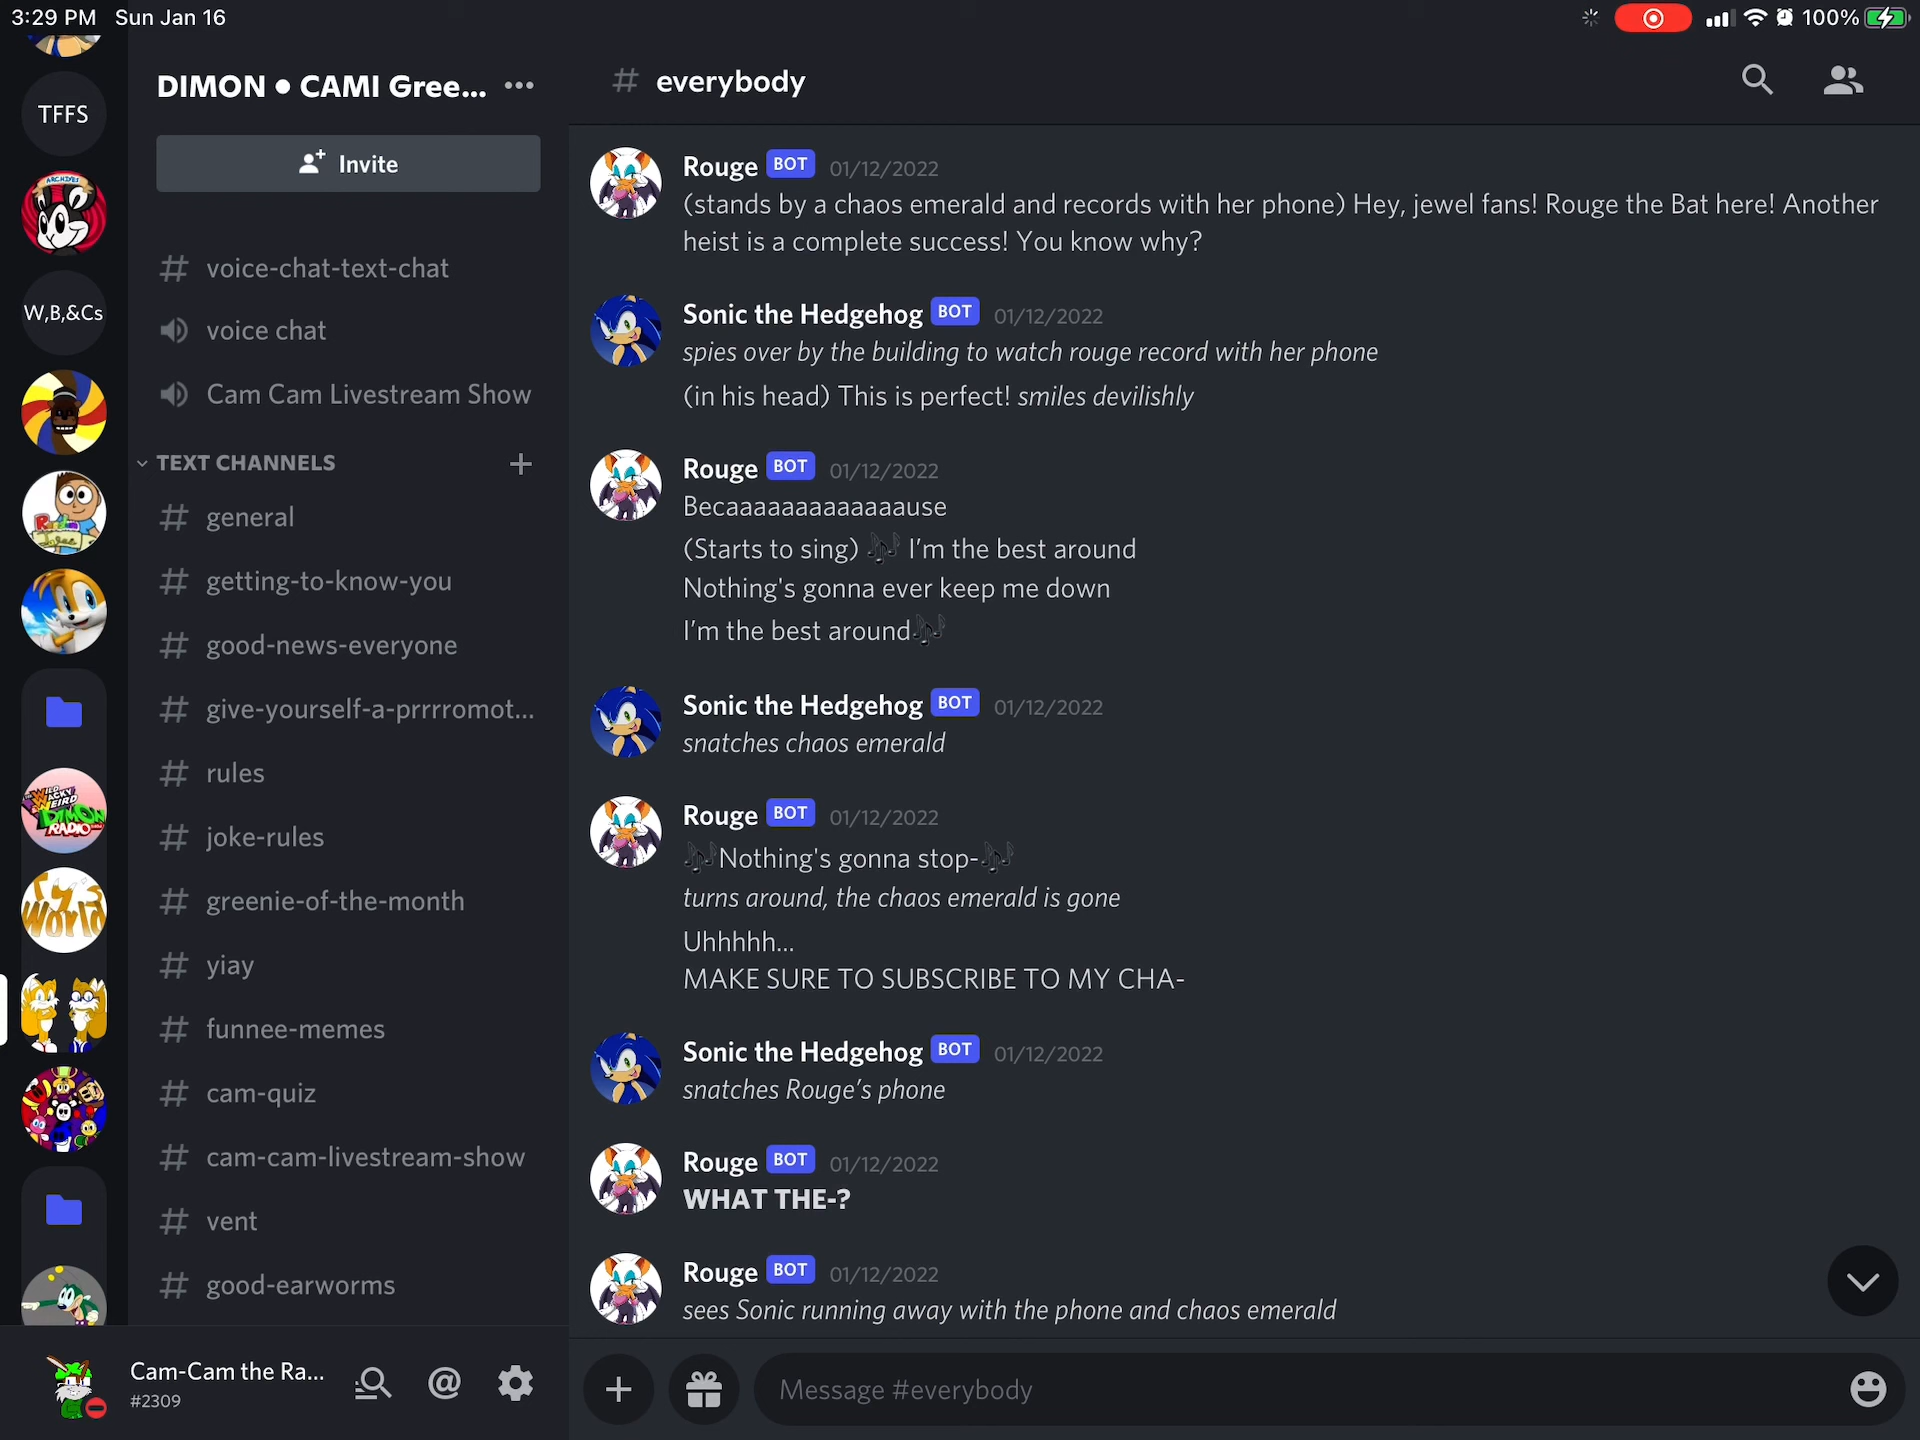 3:29 PM Sun Jan 16
100%
TFFS
ARCHIVES
W,B,&Cs
WILD
WACKY
WEIRD
DIMON
RADIO
Ty's
World
DIMON • CAMI Gree...
Invite
voice-chat-text-chat
voice chat
Cam Cam Livestream Show
TEXT CHANNELS
general
getting-to-know-you
good-news-everyone
give-yourself-a-prrrromot...
rules
joke-rules
greenie-of-the-month
yiay
funnee-memes
cam-quiz
cam-cam-livestream-show
vent
good-earworms
Cam-Cam the Ra...
#2309
# everybody
Rouge BOT 01/12/2022
(stands by a chaos emerald and records with her phone) Hey, jewel fans! Rouge the Bat here! Another
heist is a complete success! You know why?
Sonic the Hedgehog BOT 01/12/2022
spies over by the building to watch rouge record with her phone
(in his head) This is perfect! smiles devilishly
Rouge BOT 01/12/2022
Becaaaaaaaaaaaaause
(Starts to sing) 🎶 I’m the best around
Nothing's gonna ever keep me down
I’m the best around🎶
Sonic the Hedgehog BOT 01/12/2022
snatches chaos emerald
Rouge BOT 01/12/2022
🎶Nothing's gonna stop-🎶
turns around, the chaos emerald is gone
Uhhhhh...
MAKE SURE TO SUBSCRIBE TO MY CHA-
Sonic the Hedgehog BOT 01/12/2022
snatches Rouge’s phone
Rouge BOT 01/12/2022
WHAT THE-?
Rouge BOT 01/12/2022
sees Sonic running away with the phone and chaos emerald
Message #everybody